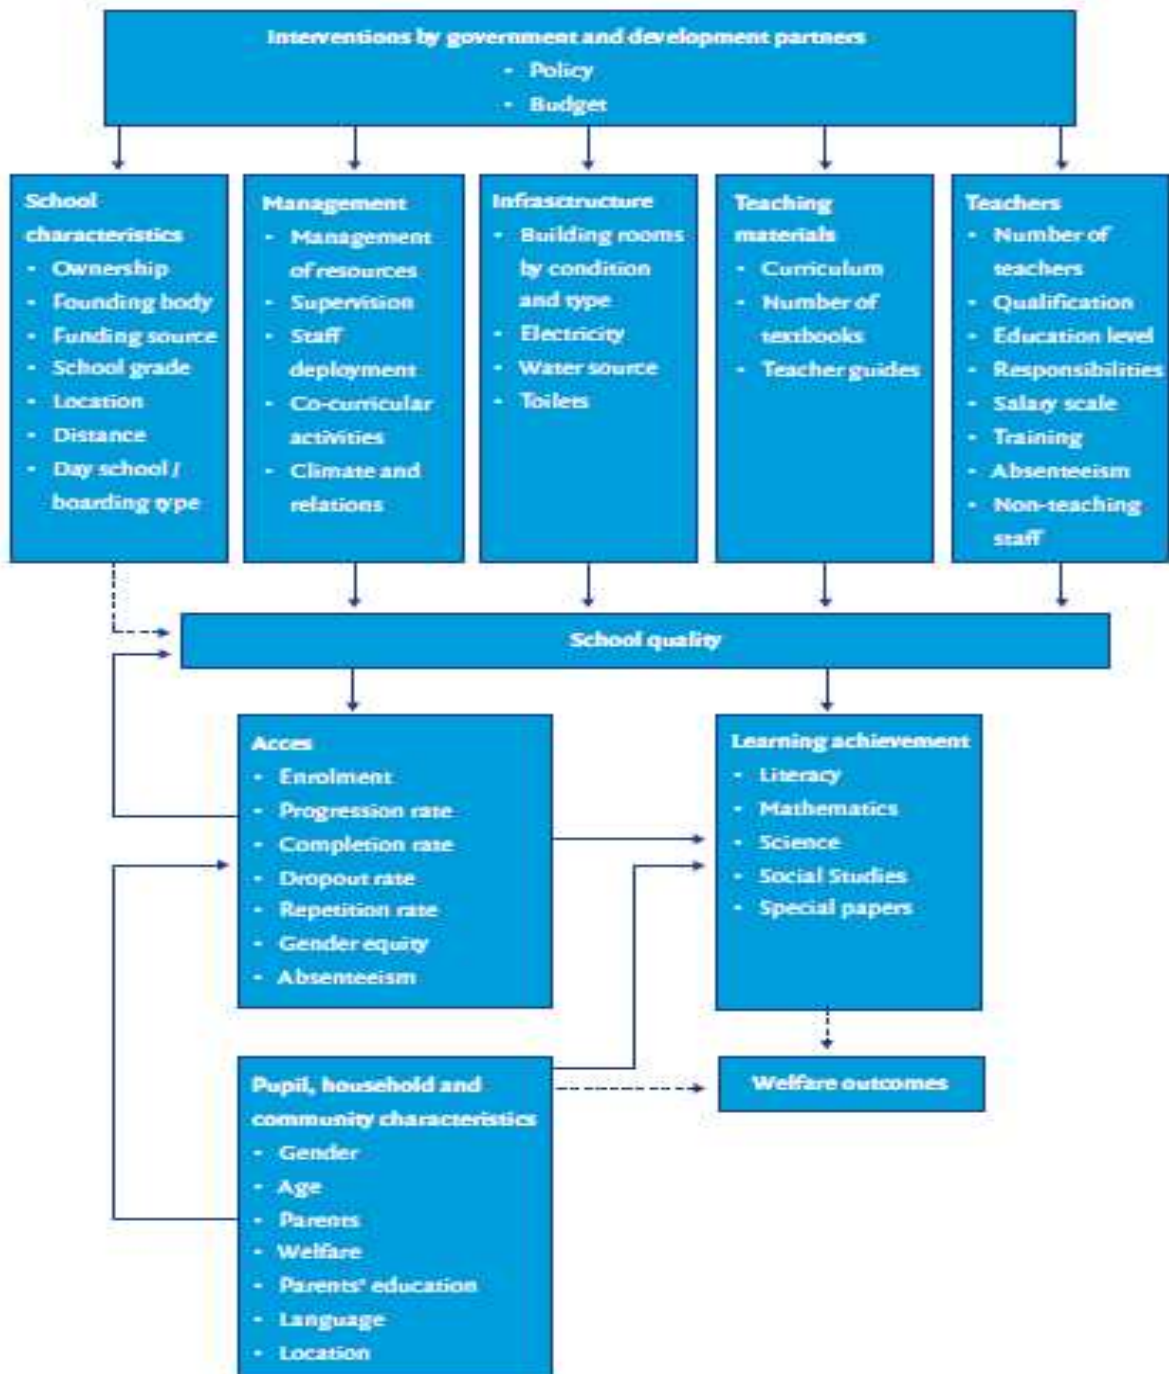 Interventions by government and development partners
- Policy
- Budget
School
characteristics
- Ownership
- Founding body
- Funding source
- School grade
- Location
- Distance
- Day school /
boarding type
Management
- Management
of resources
- Supervision
- Staff
deployment
- Co-curricular
activities
- Climate and
relations
Infrasctructure
- Building rooms
by condition
and type
- Electricity
- Water source
- Toilets
Teaching
materials
- Curriculum
- Number of
textbooks
- Teacher guides
Teachers
- Number of
teachers
- Qualification
- Education level
- Responsibilities
- Salary scale
- Training
- Absenteeism
- Non-teaching
staff
School quality
Acces
- Enrolment
- Progression rate
- Completion rate
- Dropout rate
- Repetition rate
- Gender equity
- Absenteeism
Learning achievement
- Literacy
- Mathematics
- Science
- Social Studies
- Special papers
Pupil, household and
community characteristics
- Gender
- Age
- Parents
- Welfare
- Parents' education
- Language
- Location
Welfare outcomes